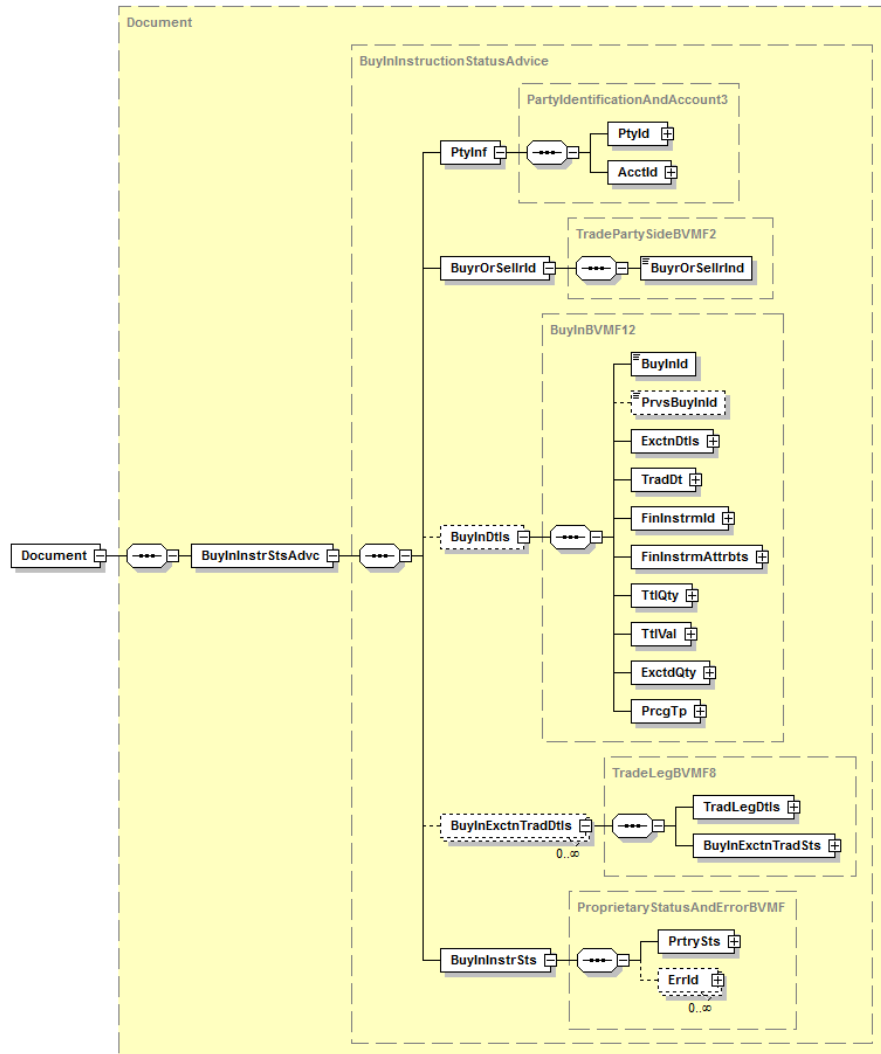 Document
BuyInInstructionStatusAdvice
PartyIdentificationAndAccount3
PtyId
PtyInf
AcctId
TradePartySideBVMF2
BuyrOrSellrId
BuyrOrSellrInd
BuyInBVMF12
BuyInId
PrvsBuyInId
ExctnDtls
TradDt
FinInstrmId
Document
BuyInInstrStsAdvc
BuyInDtls
FinInstrmAttrbts
TtlQty
TtlVal
ExctdQty
PrcgTp
TradeLegBVMF8
TradLegDtls
BuyInExctnTradDtls
0..∞
BuyInExctnTradSts
ProprietaryStatusAndErrorBVMF
PrtrySts
BuyInInstrSts
ErrId
0..∞